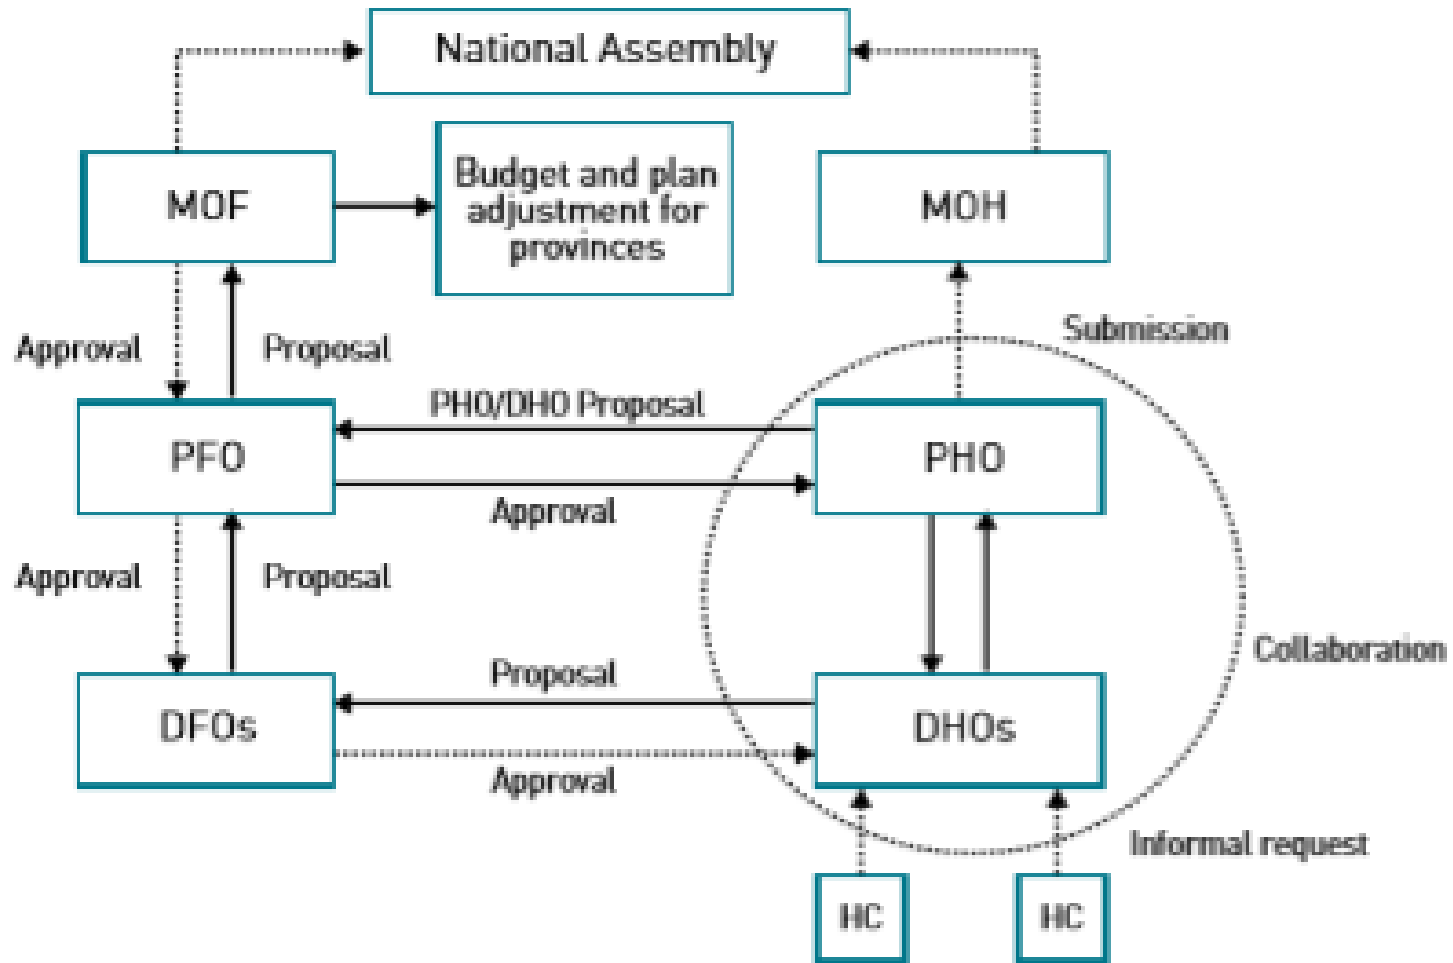 National Assembly
MOF
Budget and plan
adjustment for
provinces
MOH
Submission
Approval
Proposal
PHO/DHO Proposal
PFO
PHO
Approval
Approval
Proposal
Collaboration
Proposal
DFOs
DHOs
Approval
Informal request
HC
HC